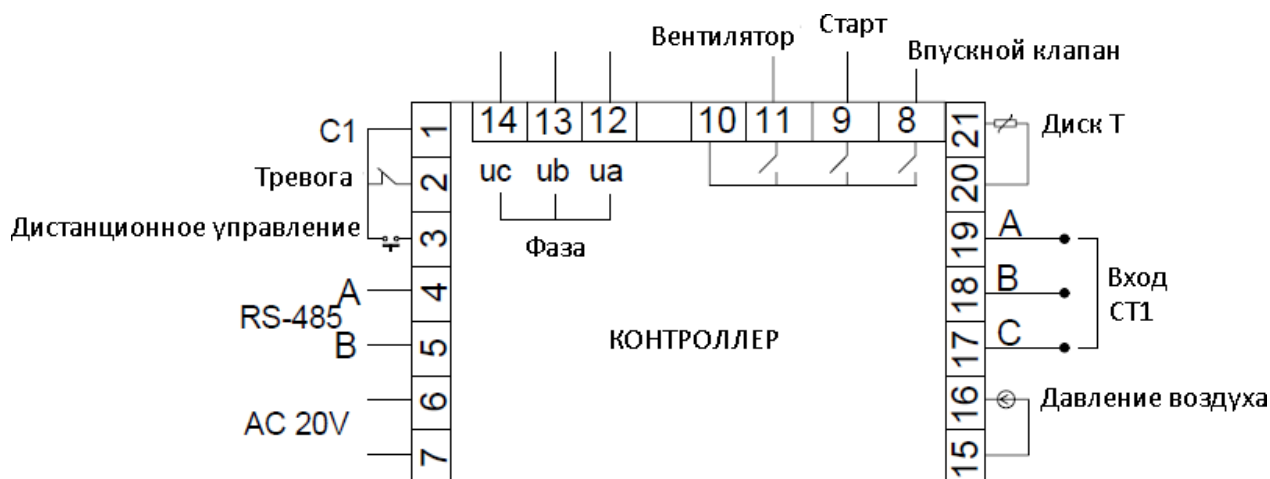 Вентилятор
Старт
Впускной клапан
C1
1
14
13
12
10
11
9
8
21
Диск Т
Тревога
2
uc
ub
ua
20
Дистанционное управление
3
Фаза
19
A
A
4
18
B
Вход
СТ1
RS-485
B
5
КОНТРОЛЛЕР
17
C
6
16
Давление воздуха
AC 20V
7
15